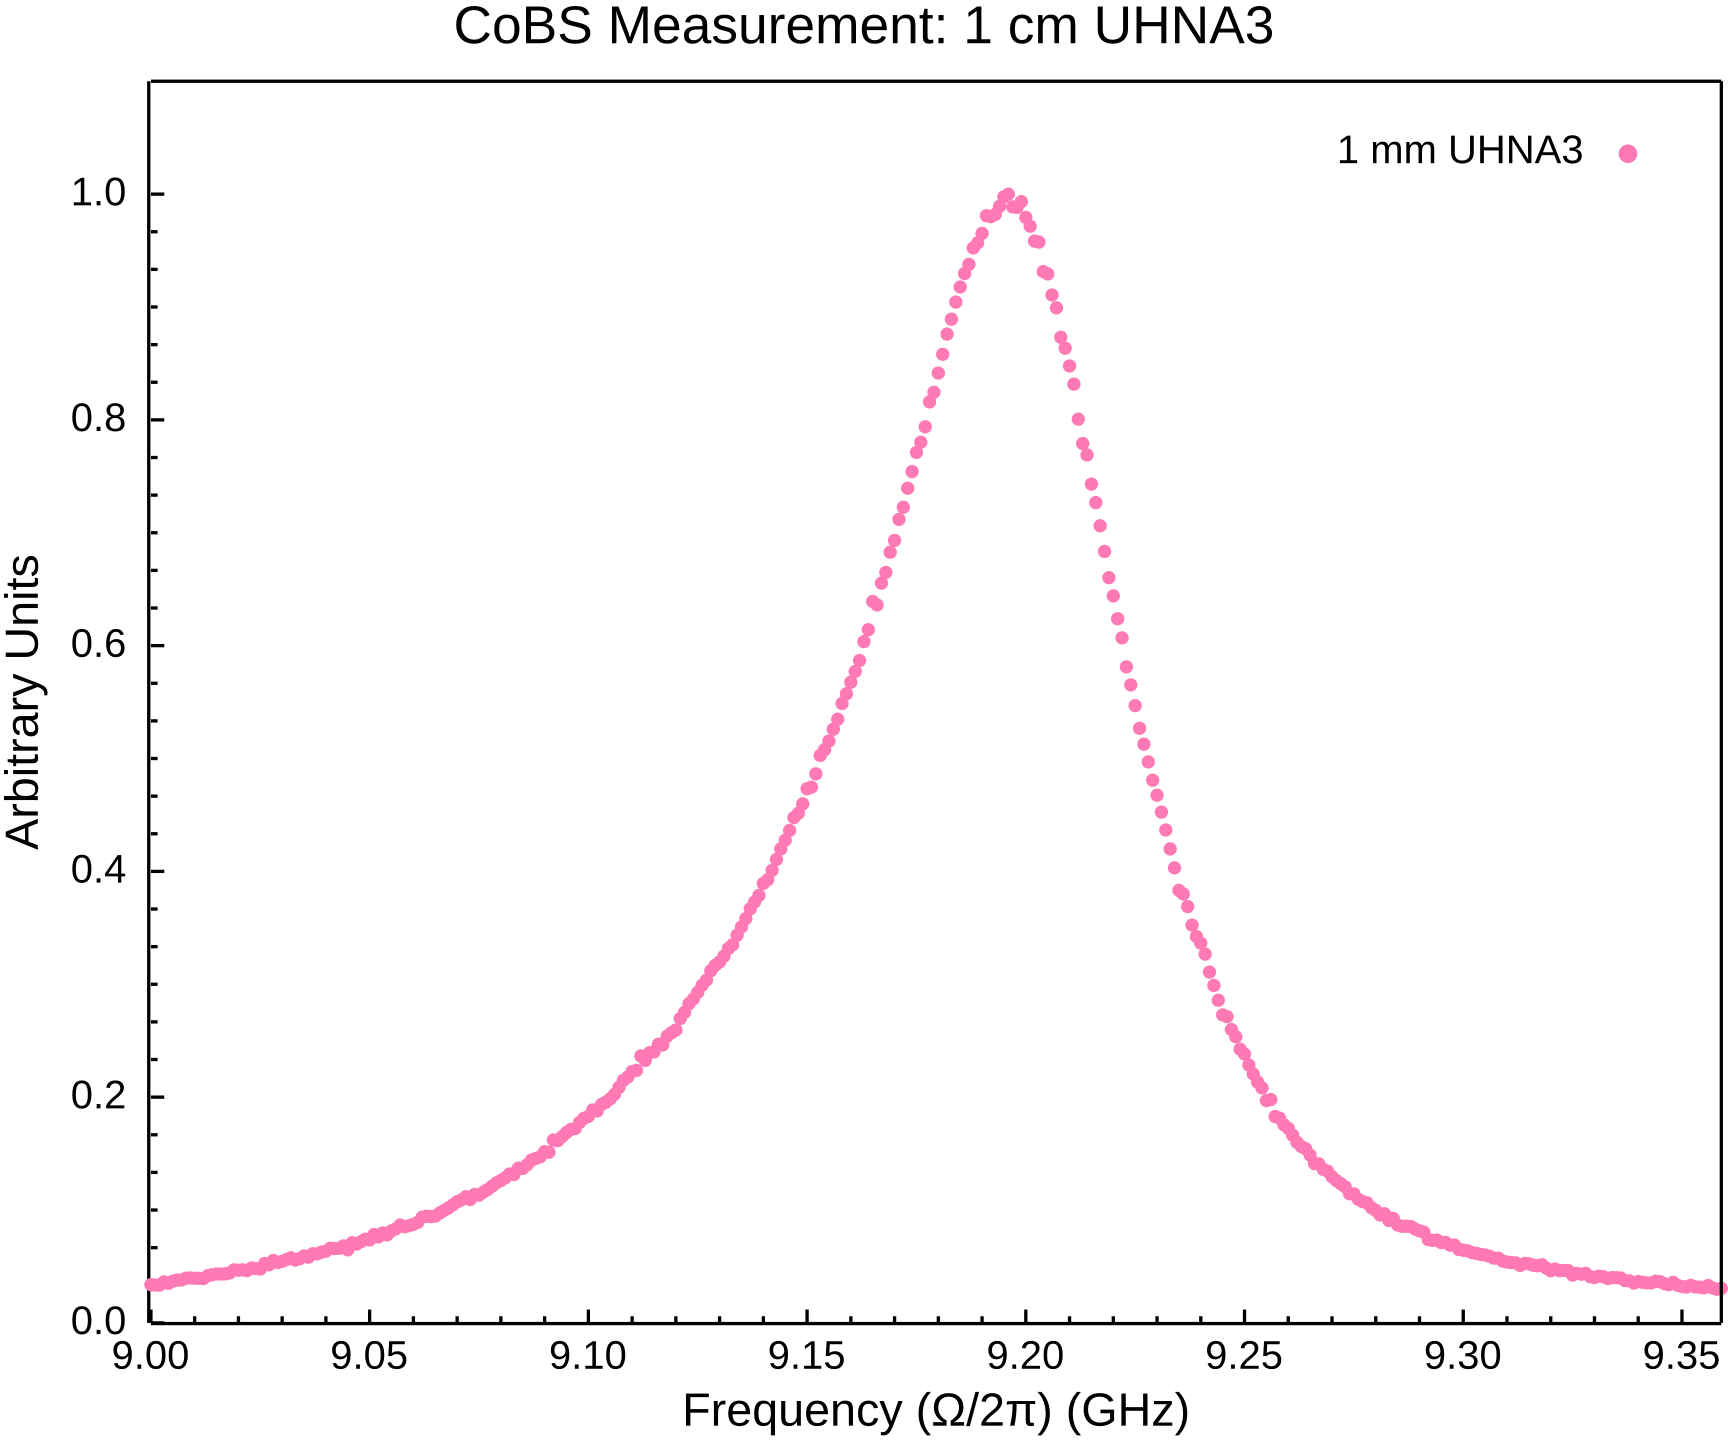 CoBS Measurement: 1 cm UHNA3
1 mm UHNA3
1.0
0.8
0.6
0.4
0.2
0.0
Arbitrary Units
9.00 9.05 9.10 9.15 9.20 9.25 9.30 9.35
Frequency (Ω/2π) (GHz)